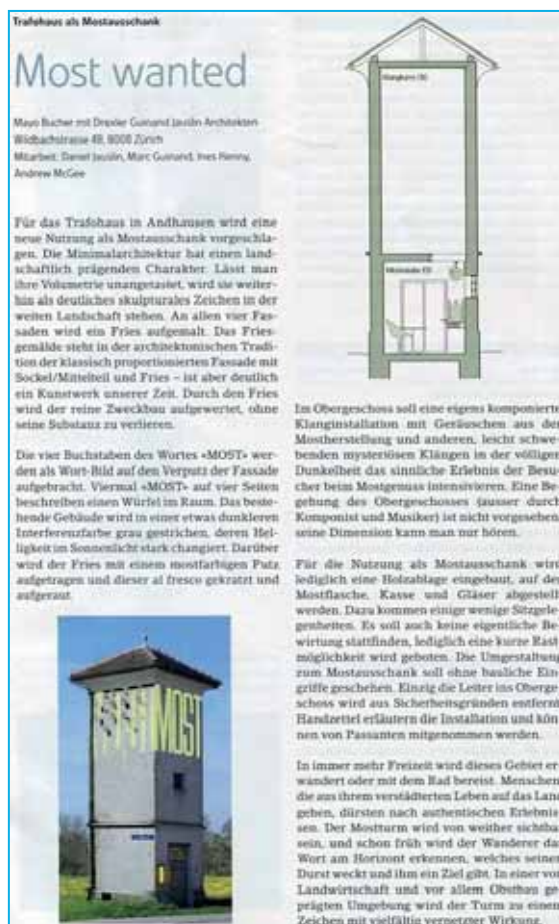 Trafohaus als Mostausschank
Most wanted
Mayo Bucher mit Drexler Guinand Jauslin Architekten
Wildbachstrasse 48, 8008 Zürich
Mitarbeit: Daniel Jauslin, Marc Guinand, Ines Henny,
Andrew McGee
Für das Trafohaus in Andhausen wird eine
neue Nutzung als Mostausschank vorgeschla-
gen. Die Minimalarchitektur hat einen land-
schaftlich prägenden Charakter. Lässt man
ihre Volumetrie unangetastet, wird sie weiter-
hin als deutliches skulpturales Zeichen in der
weiten Landschaft stehen. An allen vier Fas-
saden wird ein Fries aufgemalt. Das Fries-
gemälde steht in der architektonischen Tradi-
tion der klassisch proportionierten Fassade mit
Sockel/Mittelteil und Fries – ist aber deutlich
ein Kunstwerk unserer Zeit. Durch den Fries
wird der reine Zweckbau aufgewertet, ohne
seine Substanz zu verlieren.
Die vier Buchstaben des Wortes «MOST» wer-
den als Wort-Bild auf den Verputz der Fassade
aufgebracht. Viermal «MOST» auf vier Seiten
beschreiben einen Würfel im Raum. Das beste-
hende Gebäude wird in einer etwas dunkleren
Interferenzfarbe grau gestrichen, deren Hel-
ligkeit im Sonnenlicht stark changiert. Darüber
wird der Fries mit einem mostfarbigen Putz
aufgetragen und dieser al fresco gekratzt und
aufgeraut.
MOST
Klangturm OG
EG
Im Obergeschoss soll eine eigens komponierte
Klanginstallation mit Geräuschen aus der
Mostherstellung und anderen, leicht schwe-
benden mysteriösen Klängen in der völligen
Dunkelheit das sinnliche Erlebnis der Besu-
cher beim Mostgenuss intensivieren. Eine Be-
gehung des Obergeschosses (ausser durch
Komponist und Musiker) ist nicht vorgesehen,
seine Dimension kann man nur hören.
Für die Nutzung als Mostausschank wird
lediglich eine Holzablage eingebaut, auf der
Mostflasche, Kasse und Gläser abgestellt
werden. Dazu kommen einige wenige Sitzgele-
genheiten. Es soll auch keine eigentliche Be-
wirtung stattfinden, lediglich eine kurze Rast-
möglichkeit wird geboten. Die Umgestaltung
zum Mostausschank soll ohne bauliche Ein-
griffe geschehen. Einzig die Leiter ins Oberge-
schoss wird aus Sicherheitsgründen entfernt.
Handzettel erläutern die Installation und kön-
nen von Passanten mitgenommen werden.
In immer mehr Freizeit wird dieses Gebiet er-
wandert oder mit dem Rad bereist. Menschen,
die aus ihrem verstädterten Leben auf das Land
gehen, dürsten nach authentischen Erlebnis-
sen. Der Mostturm wird von weither sichtbar
sein, und schon früh wird der Wanderer das
Wort am Horizont erkennen, welches seinen
Durst weckt und ihm ein Ziel gibt. In einer von
Landwirtschaft und vor allem Obstbau ge-
prägten Umgebung wird der Turm zu einem
Zeichen mit vielfältig vernetzter Wirkung.